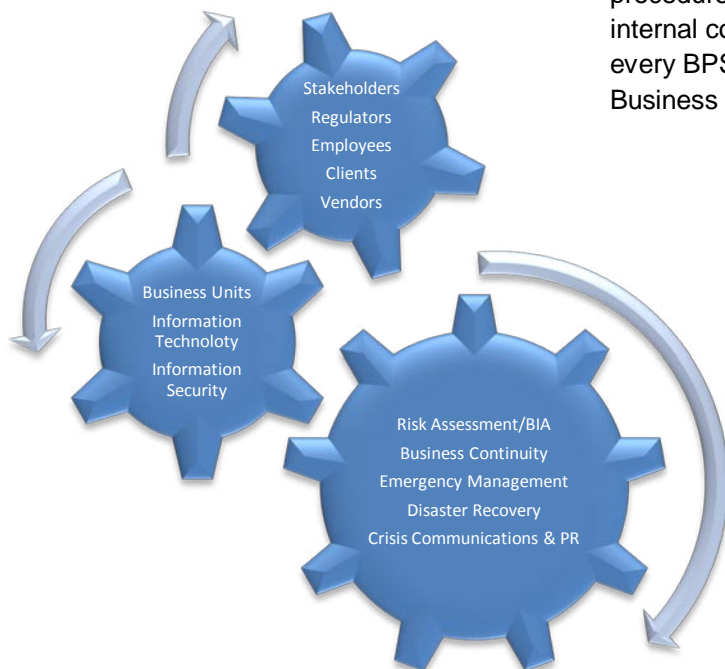 procedure
internal co
every BPS
Business
Stakeholders
Regulators
Employees
Clients
Vendors
Business Units
Information
Technoloty
Information
Security
Risk Assessment/BIA
Business Continuity
Emergency Management
Disaster Recovery
Crisis Communications & PR